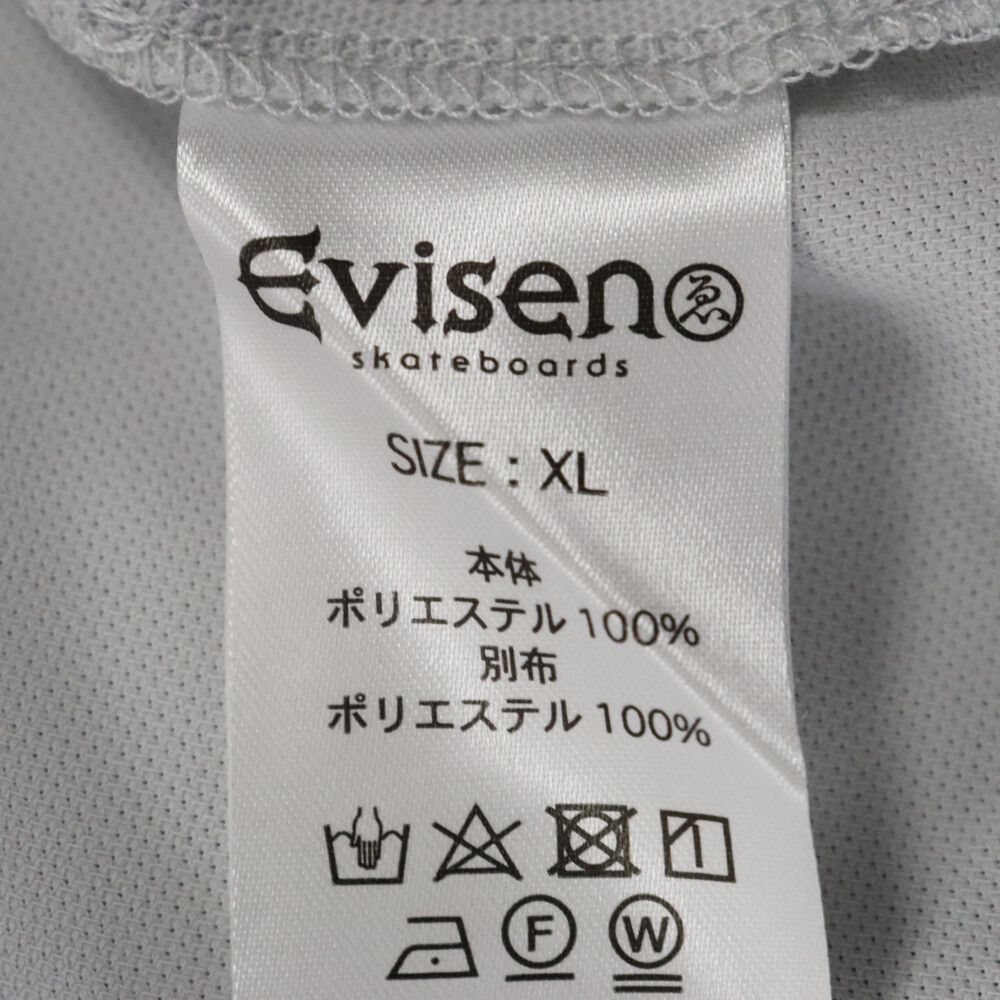 Evisen ゑ
skateboards
SIZE : XL
本体
ポリエステル 100%
別布
ポリエステル 100%
F W